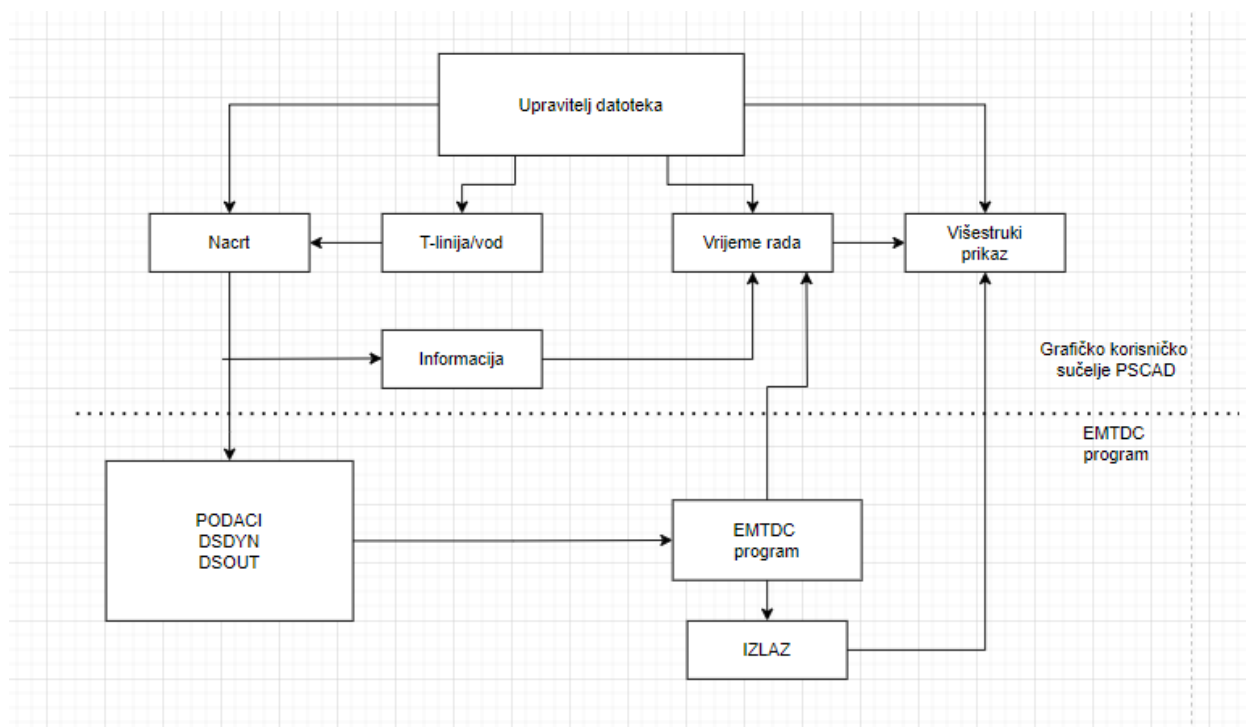 Upravitelj datoteka
Nacrt
T-linija/vod
Vrijeme rada
Višestruki
prikaz
Informacija
Grafičko korisničko
sučelje PSCAD
EMTDC
program
PODACI
DSDYN
DSOUT
EMTDC
program
IZLAZ